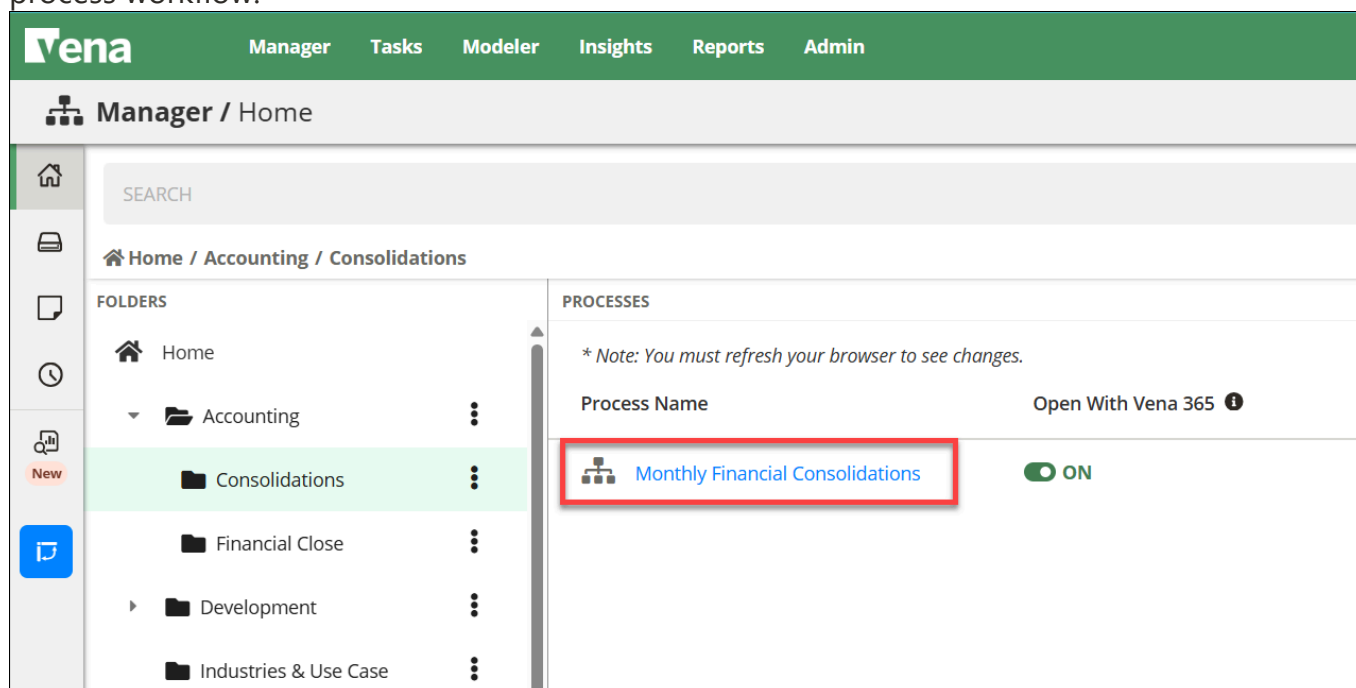 process workflow.
Vena Manager Tasks Modeler Insights Reports Admin
Manager / Home
SEARCH
Home / Accounting / Consolidations
FOLDERS
PROCESSES
Home
* Note: You must refresh your browser to see changes.
Accounting
Process Name
Open With Vena 365
New
Consolidations
Monthly Financial Consolidations
ON
Financial Close
Development
Industries & Use Case